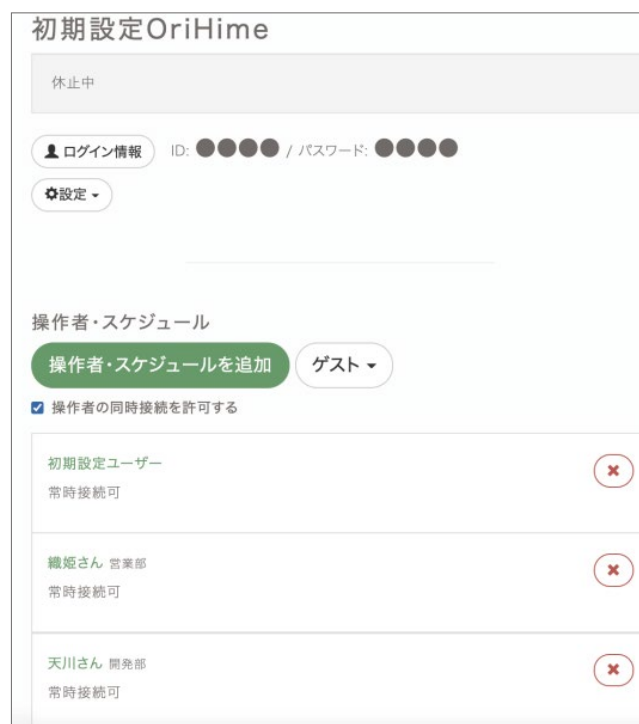 初期設定OriHime
休止中
ログイン情報 ID: ●●●● / パスワード: ●●●●
設定
操作者・スケジュール
操作者・スケジュールを追加 ゲスト
操作者の同時接続を許可する
初期設定ユーザー
常時接続可
織姫さん 営業部
常時接続可
天川さん 開発部
常時接続可